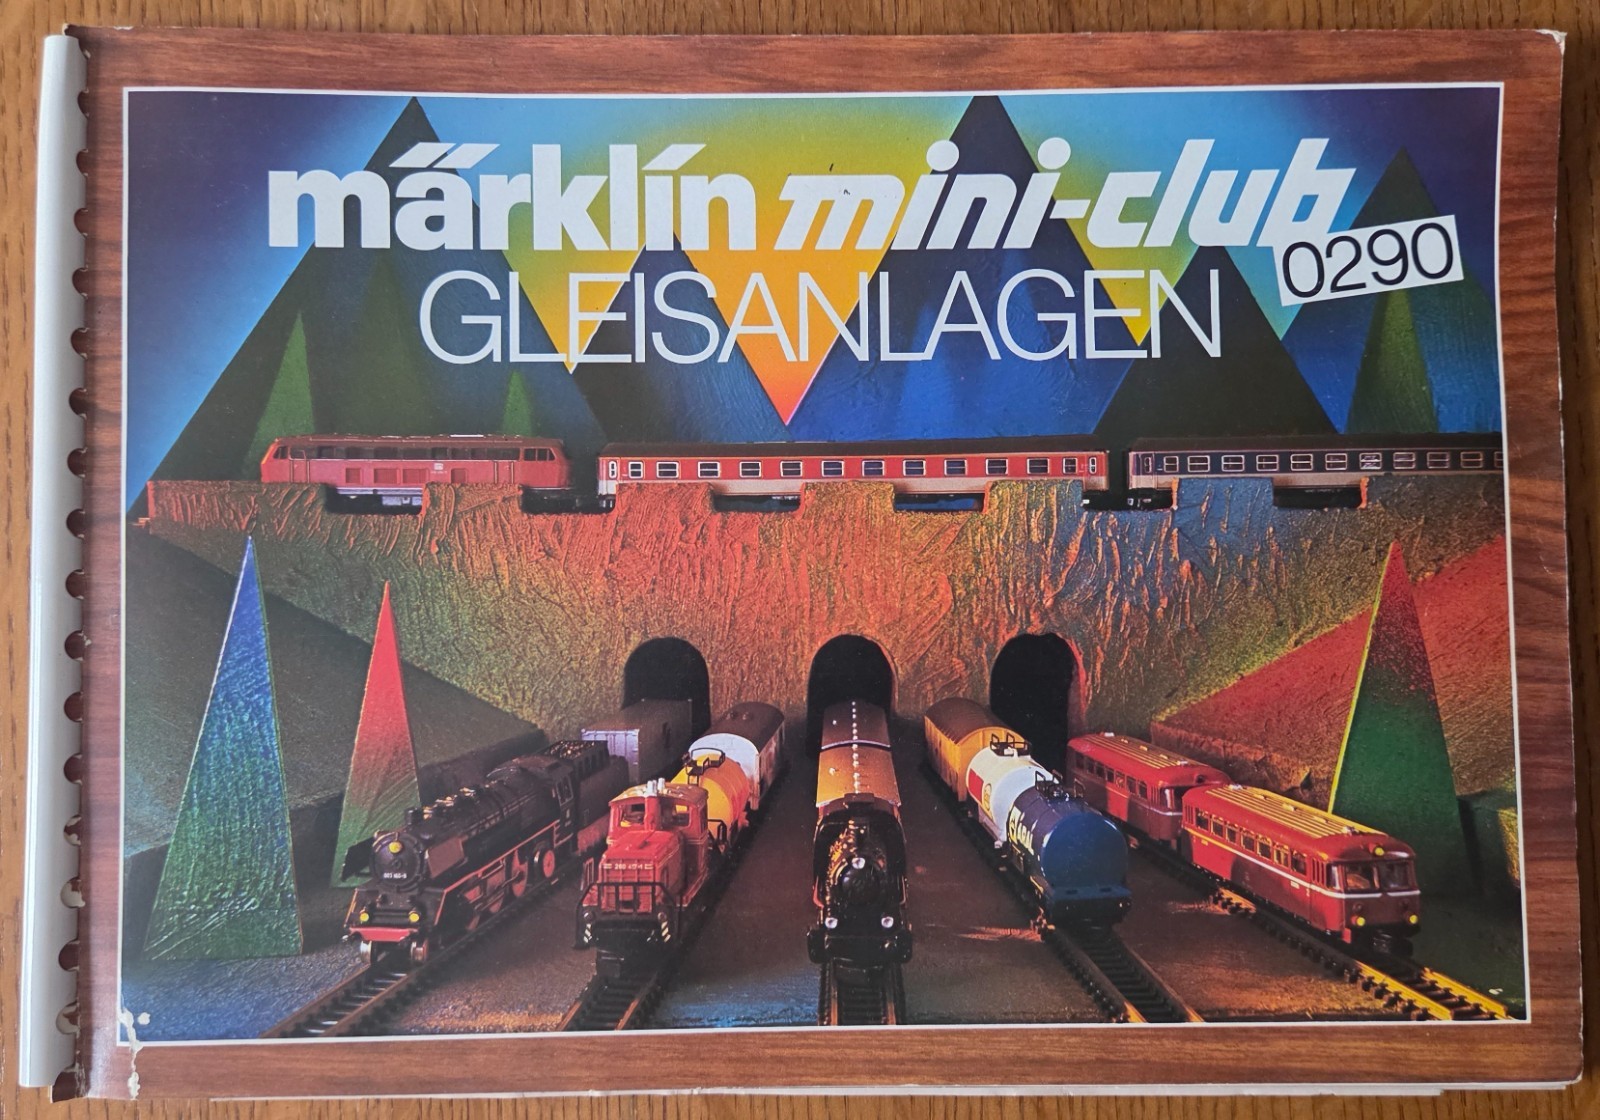 märklin mini-club
0290
GLEISANLAGEN